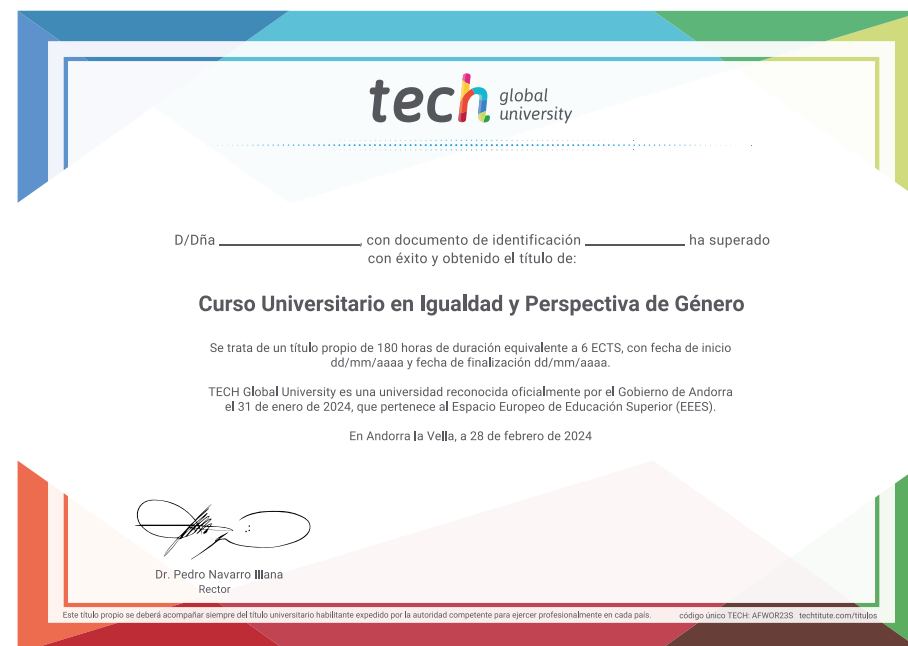 tech global university
D/Dña ____________________, con documento de identificación ______________ ha superado
con éxito y obtenido el título de:
Curso Universitario en Igualdad y Perspectiva de Género
Se trata de un título propio de 180 horas de duración equivalente a 6 ECTS, con fecha de inicio
dd/mm/aaaa y fecha de finalización dd/mm/aaaa.
TECH Global University es una universidad reconocida oficialmente por el Gobierno de Andorra
el 31 de enero de 2024, que pertenece al Espacio Europeo de Educación Superior (EEES).
En Andorra la Vella, a 28 de febrero de 2024
Dr. Pedro Navarro Illana
Rector
Este título propio se deberá acompañar siempre del título universitario habilitante expedido por la autoridad competente para ejercer profesionalmente en cada país. código único TECH: AFWOR23S techtitute.com/titulos